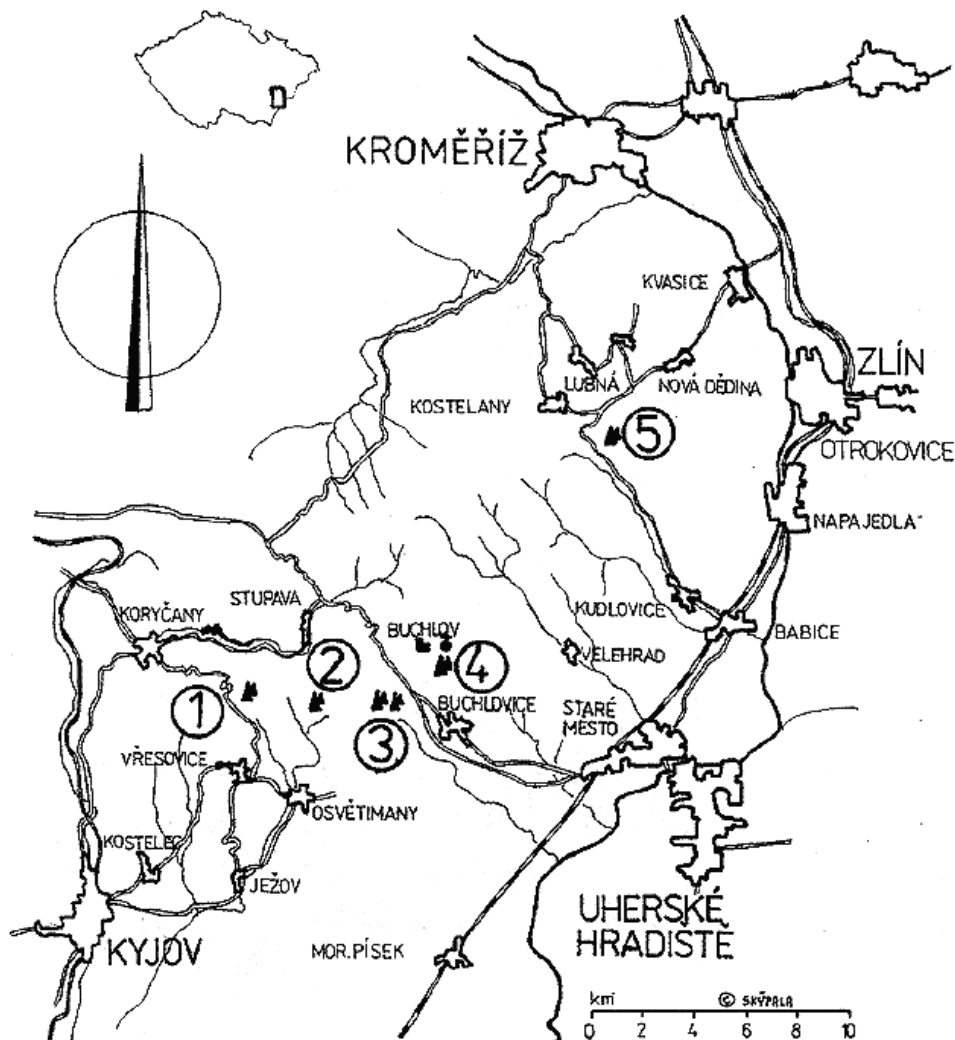 KROMĚŘÍŽ
KVASICE
ZLÍN
LUBNÁ
NOVÁ DĚDINA
KOSTELANY
5
OTROKOVICE
NAPAJEDLA
STUPAVA
KORYČANY
KUDLOVICE
BABICE
BUCHLOV
VELEHRAD
1
2
3
4
BUCHLOVICE
STARÉ
MESTO
VŘESOVICE
OSVĚTIMANY
KOSTELEC
JEŽOV
KYJOV
MOR. PÍSEK
UHERSKÉ
HRADISTE
km
© SKÝPALA
0 2 4 6 8 10